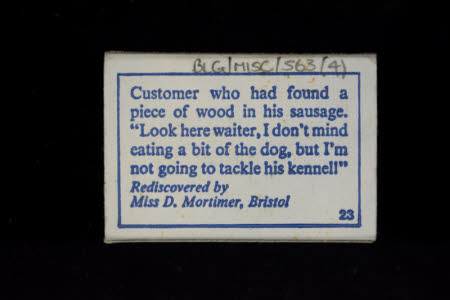 BLG/MISC/563/4)
Customer who had found a
piece of wood in his sausage.
“Look here waiter, I don't mind
eating a bit of the dog, but I'm
not going to tackle his kennel!”
Rediscovered by
Miss D. Mortimer, Bristol
23